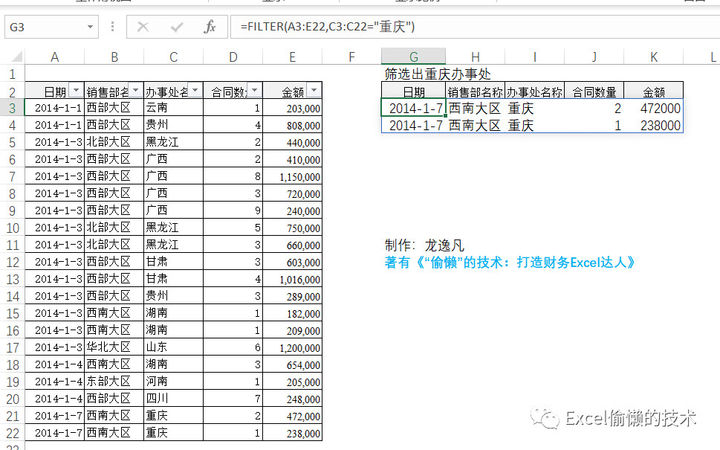 G3 =FILTER(A3:E22,C3:C22="重庆")
A B C D E F G H I J K L
1 筛选出重庆办事处
2 日期 销售部名 办事处名 合同数 金额 日期 销售部名称 办事处名称 合同数量 金额
3 2014-1-1 西部大区 云南 1 203,000 2014-1-7 西南大区 重庆 2 472000
4 2014-1-1 西部大区 贵州 4 808,000 2014-1-7 西南大区 重庆 1 238000
5 2014-1-3 北部大区 黑龙江 2 440,000
6 2014-1-3 西部大区 广西 2 410,000
7 2014-1-3 西部大区 广西 8 1,150,000
8 2014-1-3 西部大区 广西 3 720,000
9 2014-1-3 西部大区 广西 9 240,000
10 2014-1-3 北部大区 黑龙江 5 750,000
11 2014-1-3 北部大区 黑龙江 3 660,000 制作：龙逸凡
12 2014-1-3 西部大区 甘肃 3 603,000 著有《“偷懒”的技术：打造财务Excel达人》
13 2014-1-3 西部大区 甘肃 4 1,016,000
14 2014-1-3 西部大区 贵州 3 289,000
15 2014-1-3 西南大区 湖南 1 182,000
16 2014-1-3 西南大区 湖南 1 209,000
17 2014-1-3 华北大区 山东 6 1,200,000
18 2014-1-4 西南大区 湖南 3 654,000
19 2014-1-4 东部大区 河南 1 205,000
20 2014-1-4 西部大区 四川 7 248,000
21 2014-1-7 西南大区 重庆 2 472,000
22 2014-1-7 西南大区 重庆 1 238,000
Excel偷懒的技术